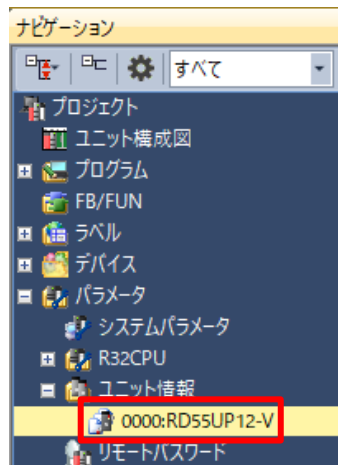 ナビゲーション
すべて
プロジェクト
ユニット構成図
プログラム
FB/FUN
ラベル
デバイス
パラメータ
システムパラメータ
R32CPU
ユニット情報
0000:RD55UP12-V
リモートパスワード